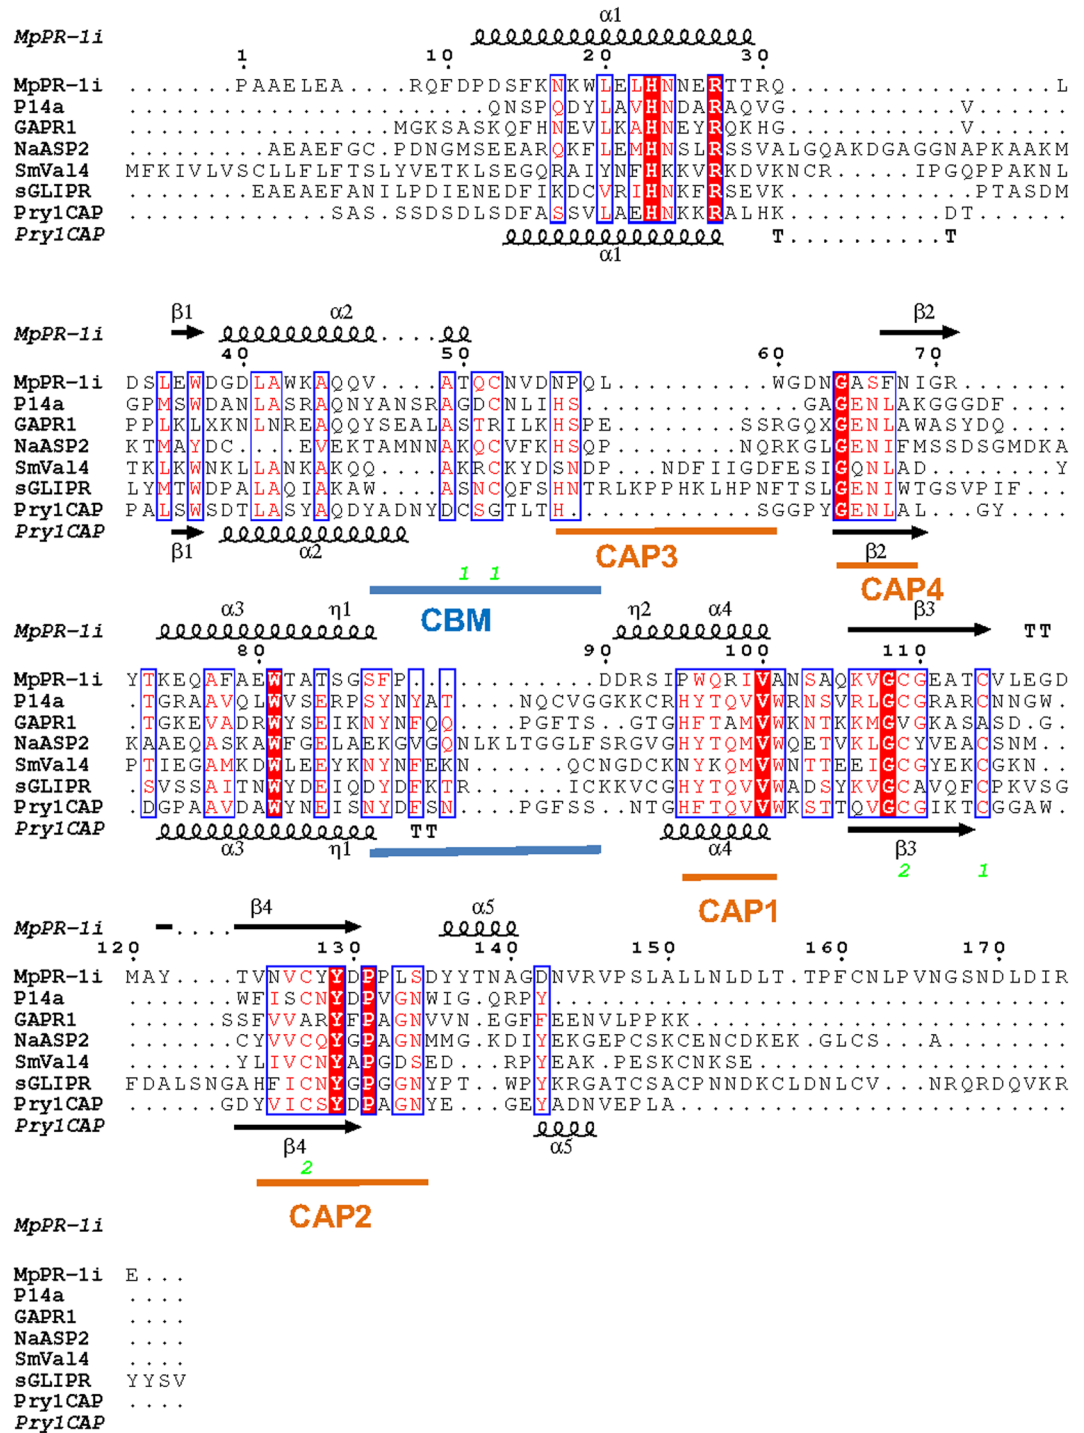 α1
MpPR-1i
1 10 20 30
MpPR-1i ......PAAELEA...RQFDPDSFKNKWLELHNNERTTRQ.................L
P14a .......................QNSPQDYLAVHNDARAQVG...........V......
GAPR1 .................MGKSASKQFHNEVLKAHNEYRQKHG...........V......
NaASP2 .........AEAEFGC.PDNGMSEEARQKFLEMHNSLRSSVALGQAKDGAGGNAPKAAKM
SmVal4 MFKIVLVSCLLFLFTSLYVETKLSEGQRAIYNFHKKVRKDVKNCR.....IPGQPPAKNL
sGLIPR ........EAEAEFANILPDIENEDFIKDCVRIHNKFRSEVK............PTASDM
Pry1CAP .............SAS.SSDSDLSDFASSVLAEHNKKRALHK..........DT......
Pry1CAP T..........T
α1
β1 α2 β2
MpPR-1i
40 50 60 70
MpPR-1i DSLEWDGDLAWKAQQV....ATQCNVDNPQL..........WGDNGASFNIGR.......
P14a GPMSWDANLASRAQNYANSRAGDCNLIHS..............GAGENLAKGGGDF....
GAPR1 PPLKLXKNLNREAQQYSEALASTRILKHSPE........SSRGQXGENLAWASYDQ....
NaASP2 KTMAYDC..EVEKTAMNNAKQCVFKHSQP........NQRKGLGENIFMSSDSGMDKA
SmVal4 TKLKWNKLLANKAKQQ....AKRCKYDSNDP...NDFIIGDFESIGQNLAD........Y
sGLIPR LYMTWDPALAQIAKAW....ASNCQFSHNTRLKPPHKLHPNFTSLGENIWTGSVPIF...
Pry1CAP PALSWSDTLASYAQDYADNYDCSGTLTH............SGGPYGENLAL..GY....
Pry1CAP
β1 α2 β2
CAP3
1 1
CAP4
CBM
α3 η1 η2 α4 β3
MpPR-1i TT
80 90 100 110
MpPR-1i YTKEQAFAEWTATSGSFP............DDRSIPWQRIVANSAQKVGCGEATCVLEGD
P14a .TGRAAVQLWVSERPSYNYAT....NQCVGGKKCRHYTQVVWRNSVRLGCGRARCNNGW.
GAPR1 .TGKEVADRWYSEIKNYNFQQ...PGFTS..GTGHFTAMVWKNTKKMGVGKASASD.G.
NaASP2 KAAEQASKAWFGELAEKGVGQNLKLTGGLFSRGVGHYTQMVWQETVKLGCYVEACSNM..
SmVal4 PTIEGAMKDWLEEYKNYNFEKN......QCNGDCKNYKQMVWNTTEEIGCGYEKCGKN..
sGLIPR .SVSSAITNWYDEIQDYDFKTR......ICKKVCGHYTQVVWADSYKVGCAVQFCPKVSG
Pry1CAP .DGPAAVDAWYNEISNYDFSN...PGFSS..NTGHFTQVVWKSTTQVGCGIKTCGGAW.
Pry1CAP TT
α3 η1 α4 β3
2 1
CAP1
β4 α5
MpPR-1i ....
120 130 140 150 160 170
MpPR-1i MAY....TVNVCYYDPPLSDYYTNAGDNVRVPSLALLNLDLT.TPFCNLPVNGSNDLDIR
P14a .......WFISCNYDPVGNWIG.QRPY.................................
GAPR1 ......SSFVVARYFPAGNVVN.EGFFEENVLPPKK........................
NaASP2 .......CYVVCQYGPAGNMMG.KDIYEKGEPCSKCENCDKEK.GLCS...A........
SmVal4 .......YLIVCNYAPGDSED...RPYEAK.PESKCNKSE....................
sGLIPR FDALSNGAHFICNYGPGGNYPT..WPYKRGATCSACPNNDKCLDNLCV...NRQRDQVKR
Pry1CAP ......GDYVICSYDPAGNYE...GEYADNVEPLA.........................
Pry1CAP
β4 α5
2
CAP2
MpPR-1i
MpPR-1i E...
P14a ....
GAPR1 ....
NaASP2 ....
SmVal4 ....
sGLIPR YYSV
Pry1CAP ....
Pry1CAP